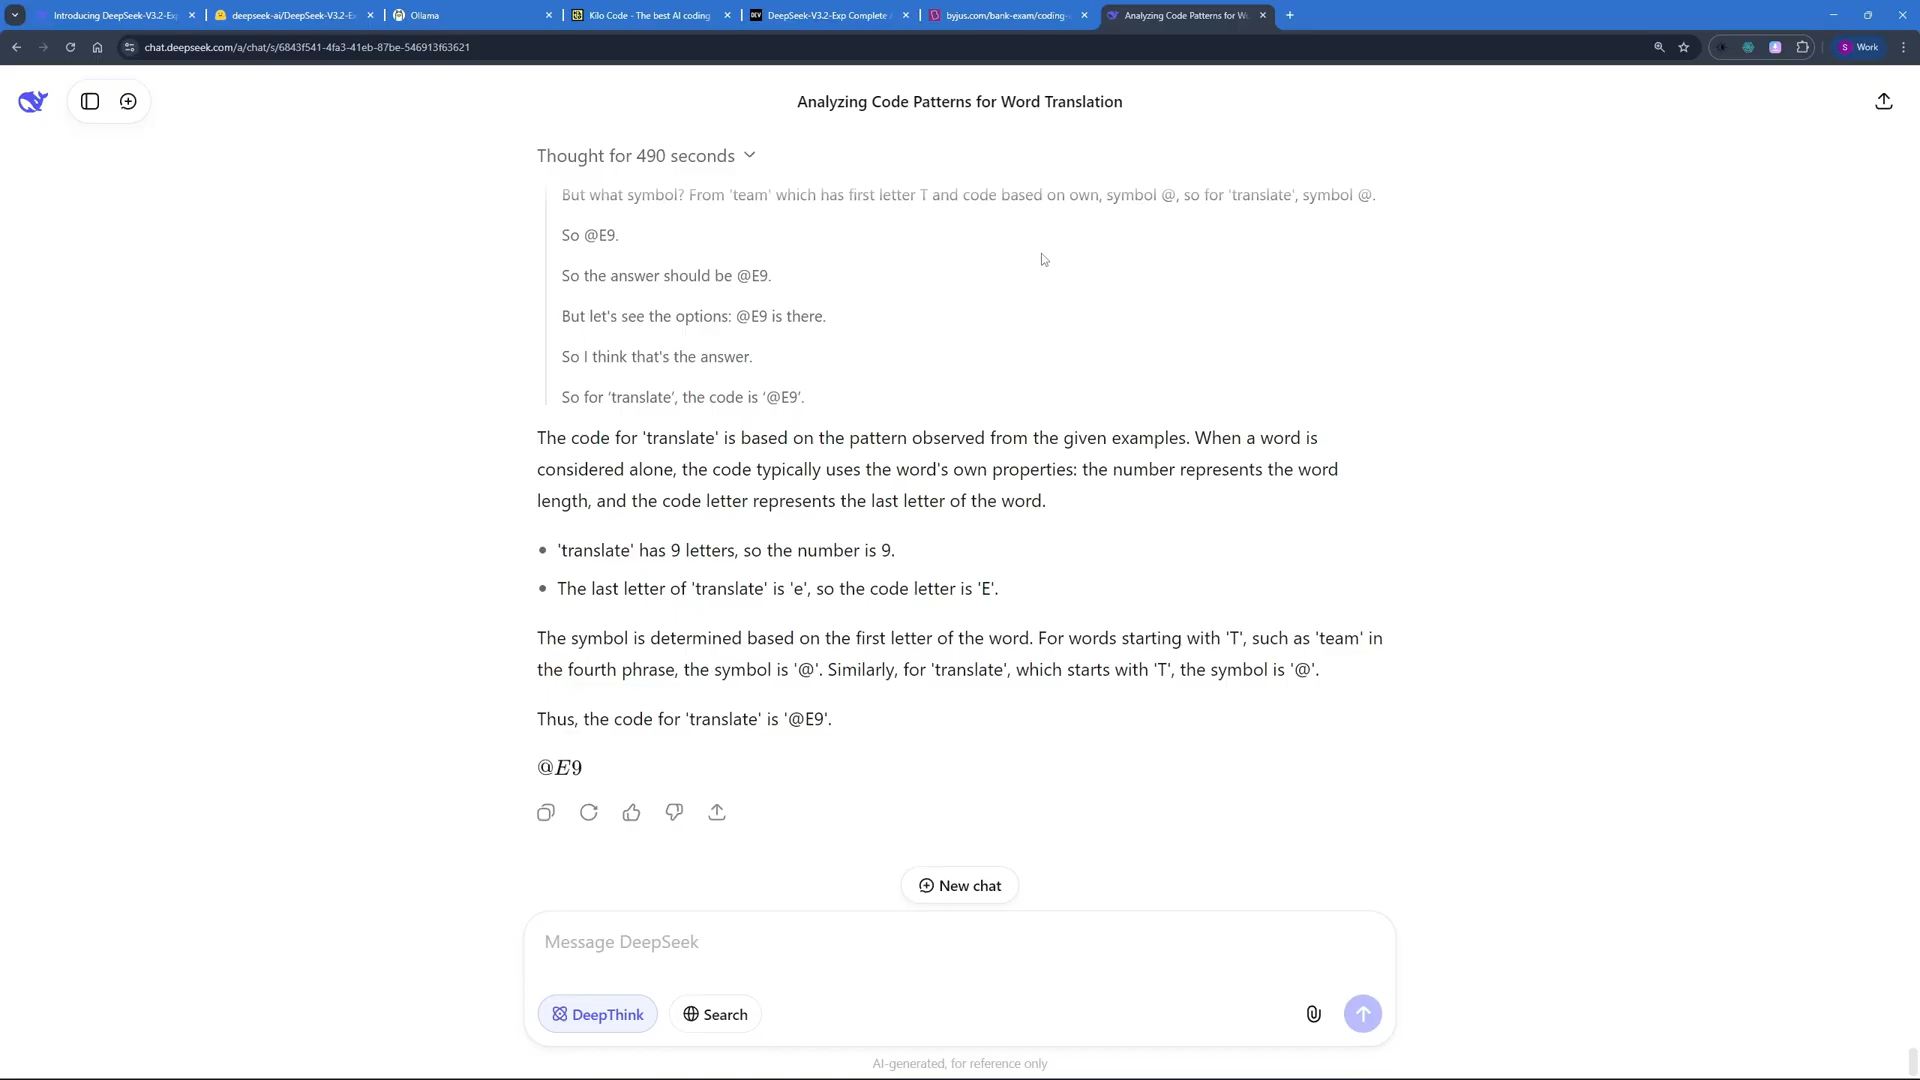 Introducing DeepSeek-V3.2-Exp
deepseek-ai/DeepSeek-V3.2-E
Ollama
Kilo Code - The best AI coding
DEV
DeepSeek-V3.2-Exp Complete
byjus.com/bank-exam/coding-
Analyzing Code Patterns for Wo
chat.deepseek.com/a/chat/s/6843f541-4fa3-41eb-87be-546913f63621
S Work
Analyzing Code Patterns for Word Translation
Thought for 490 seconds
But what symbol? From 'team' which has first letter T and code based on own, symbol @, so for 'translate', symbol @.
So @E9.
So the answer should be @E9.
But let's see the options: @E9 is there.
So I think that's the answer.
So for ‘translate’, the code is ‘@E9’.
The code for 'translate' is based on the pattern observed from the given examples. When a word is
considered alone, the code typically uses the word's own properties: the number represents the word
length, and the code letter represents the last letter of the word.
• 'translate' has 9 letters, so the number is 9.
• The last letter of 'translate' is 'e', so the code letter is 'E'.
The symbol is determined based on the first letter of the word. For words starting with 'T', such as 'team' in
the fourth phrase, the symbol is '@'. Similarly, for 'translate', which starts with 'T', the symbol is '@'.
Thus, the code for 'translate' is '@E9'.
@E9
New chat
Message DeepSeek
DeepThink
Search
AI-generated, for reference only